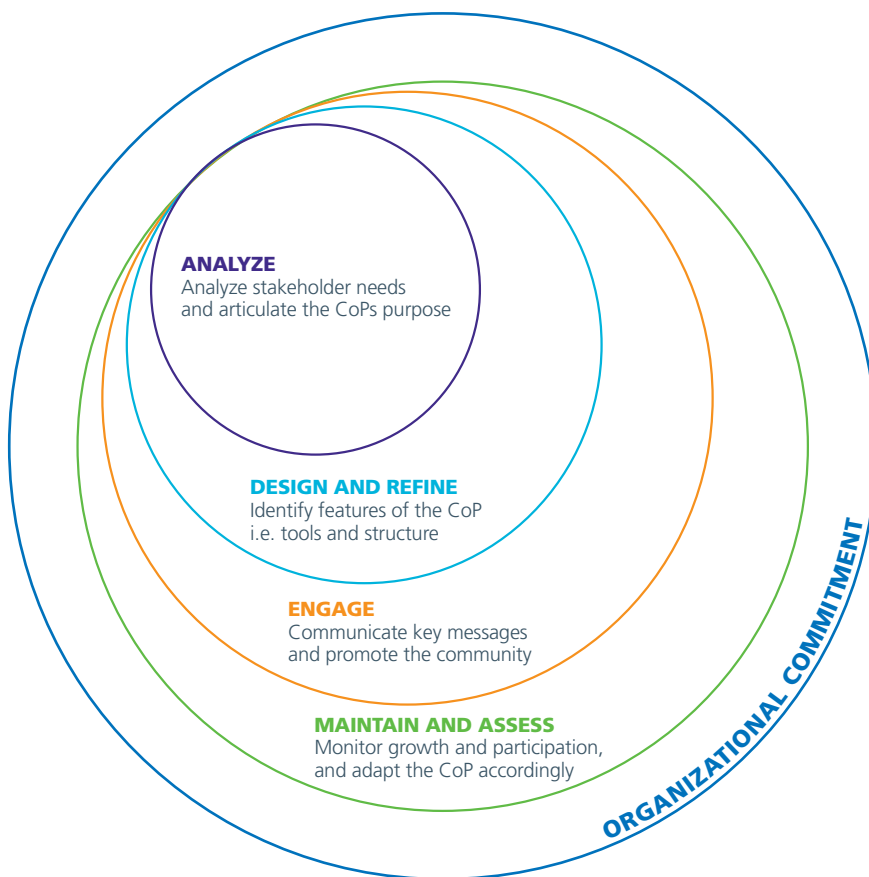 ANALYZE
Analyze stakeholder needs
and articulate the CoPs purpose
DESIGN AND REFINE
Identify features of the CoP
i.e. tools and structure
ENGAGE
Communicate key messages
and promote the community
MAINTAIN AND ASSESS
Monitor growth and participation,
and adapt the CoP accordingly
ORGANIZATIONAL COMMITMENT